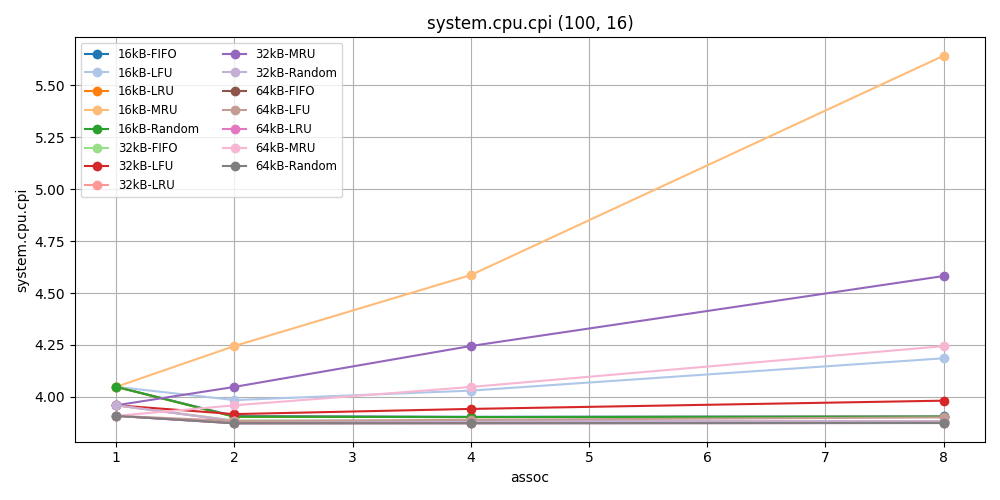 system.cpu.cpi (100, 16)
16kB-FIFO
16kB-LFU
16kB-LRU
16kB-MRU
16kB-Random
32kB-FIFO
32kB-LFU
32kB-LRU
32kB-MRU
32kB-Random
64kB-FIFO
64kB-LFU
64kB-LRU
64kB-MRU
64kB-Random
system.cpu.cpi
5.50
5.25
5.00
4.75
4.50
4.25
4.00
1 2 3 4 5 6 7 8
assoc